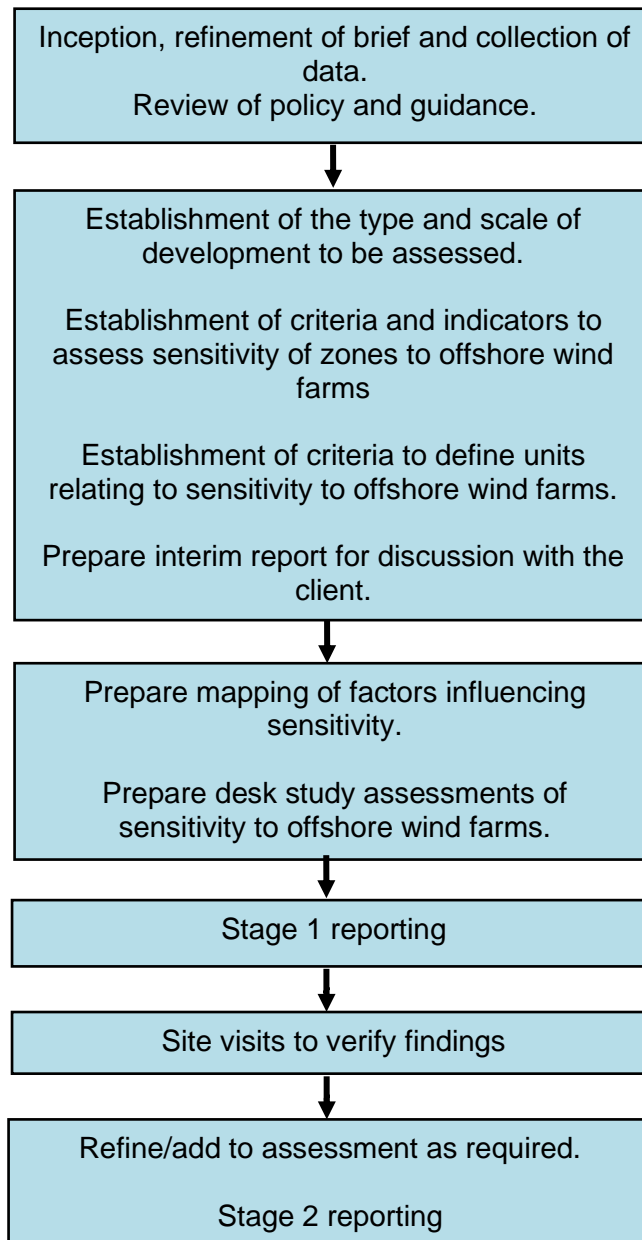 Inception, refinement of brief and collection of
data.
Review of policy and guidance.
Establishment of the type and scale of
development to be assessed.
Establishment of criteria and indicators to
assess sensitivity of zones to offshore wind
farms
Establishment of criteria to define units
relating to sensitivity to offshore wind farms.
Prepare interim report for discussion with the
client.
Prepare mapping of factors influencing
sensitivity.
Prepare desk study assessments of
sensitivity to offshore wind farms.
Stage 1 reporting
Site visits to verify findings
Refine/add to assessment as required.
Stage 2 reporting